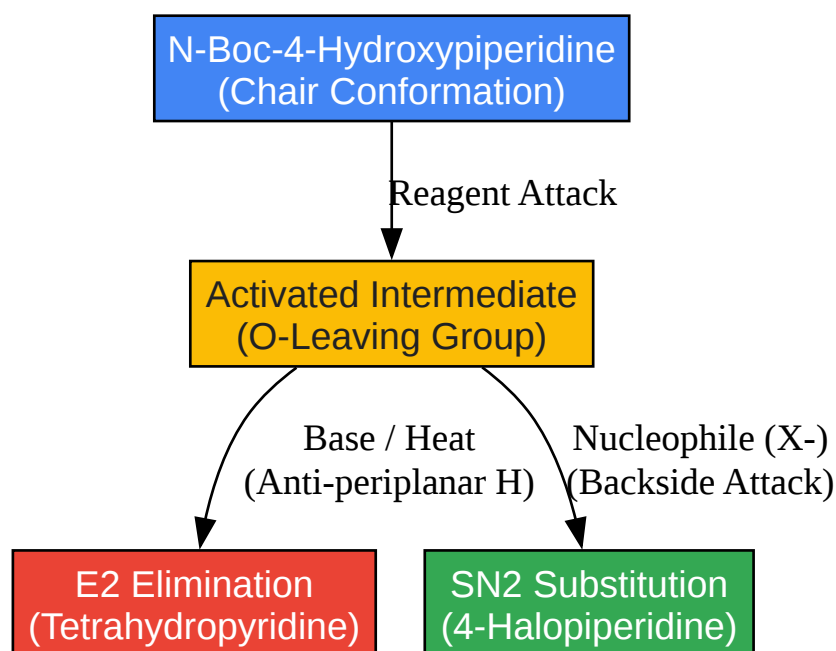 N-Boc-4-Hydroxypiperidine
(Chair Conformation)
Reagent Attack
Activated Intermediate
(O-Leaving Group)
Base / Heat
(Anti-periplanar H)
Nucleophile (X-)
(Backside Attack)
E2 Elimination
(Tetrahydropyridine)
SN2 Substitution
(4-Halopiperidine)